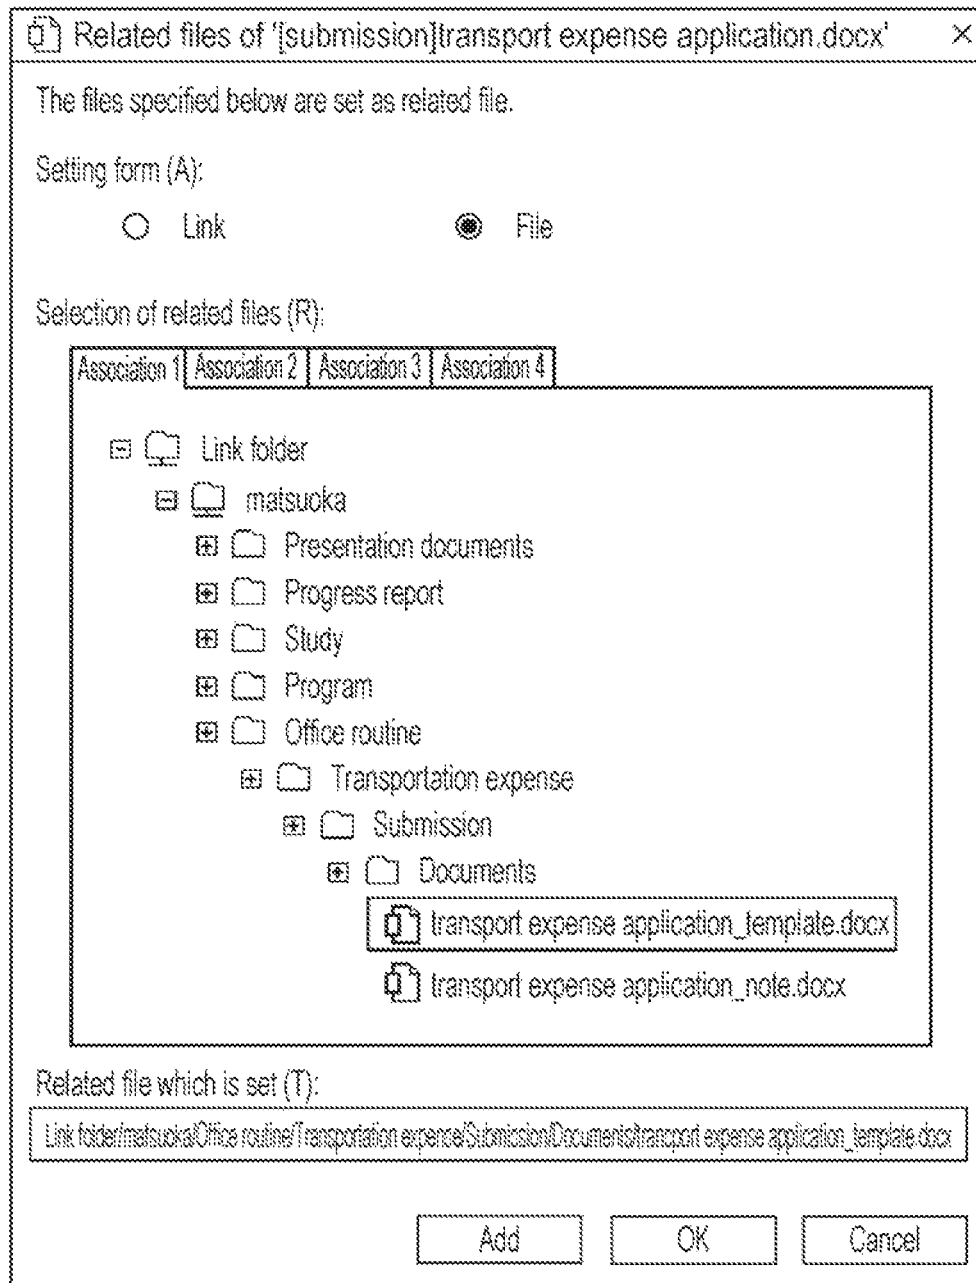 Related files of '[submission]transport expense application.docx' ×
The files specified below are set as related file.
Setting form (A):
Link File
Selection of related files (R):
Association 1 Association 2 Association 3 Association 4
Link folder
matsuoka
Presentation documents
Progress report
Study
Program
Office routine
Transportation expense
Submission
Documents
transport expense application_template.docx
transport expense application_note.docx
Related file which is set (T):
Link folder/matsuoka/Office routine/Transportation expence/Submission/Documents/transport expense application_template.docx
Add OK Cancel